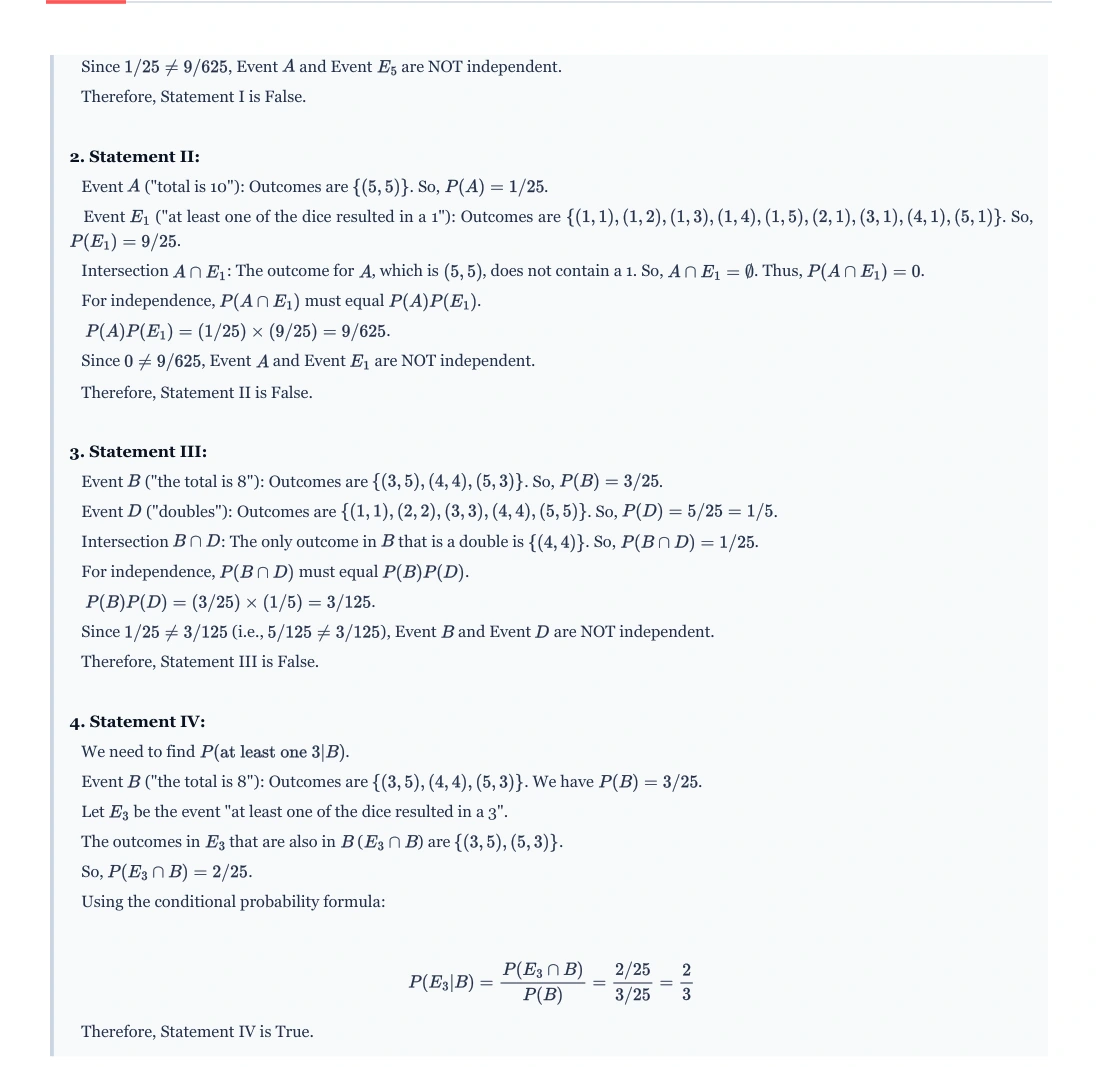 Since 1/25 ≠ 9/625, Event A and Event E₅ are NOT independent.
Therefore, Statement I is False.
2. Statement II:
Event A ("total is 10"): Outcomes are {(5, 5)}. So, P(A) = 1/25.
Event E₁ ("at least one of the dice resulted in a 1"): Outcomes are {(1, 1), (1, 2), (1, 3), (1, 4), (1, 5), (2, 1), (3, 1), (4, 1), (5, 1)}. So,
P(E₁) = 9/25.
Intersection A ∩ E₁: The outcome for A, which is (5, 5), does not contain a 1. So, A ∩ E₁ = ∅. Thus, P(A ∩ E₁) = 0.
For independence, P(A ∩ E₁) must equal P(A)P(E₁).
P(A)P(E₁) = (1/25) × (9/25) = 9/625.
Since 0 ≠ 9/625, Event A and Event E₁ are NOT independent.
Therefore, Statement II is False.
3. Statement III:
Event B ("the total is 8"): Outcomes are {(3, 5), (4, 4), (5, 3)}. So, P(B) = 3/25.
Event D ("doubles"): Outcomes are {(1, 1), (2, 2), (3, 3), (4, 4), (5, 5)}. So, P(D) = 5/25 = 1/5.
Intersection B ∩ D: The only outcome in B that is a double is {(4, 4)}. So, P(B ∩ D) = 1/25.
For independence, P(B ∩ D) must equal P(B)P(D).
P(B)P(D) = (3/25) × (1/5) = 3/125.
Since 1/25 ≠ 3/125 (i.e., 5/125 ≠ 3/125), Event B and Event D are NOT independent.
Therefore, Statement III is False.
4. Statement IV:
We need to find P(at least one 3|B).
Event B ("the total is 8"): Outcomes are {(3, 5), (4, 4), (5, 3)}. We have P(B) = 3/25.
Let E₃ be the event "at least one of the dice resulted in a 3".
The outcomes in E₃ that are also in B (E₃ ∩ B) are {(3, 5), (5, 3)}.
So, P(E₃ ∩ B) = 2/25.
Using the conditional probability formula:
P(E₃|B) = P(E₃ ∩ B)/P(B) = (2/25)/(3/25) = 2/3
Therefore, Statement IV is True.